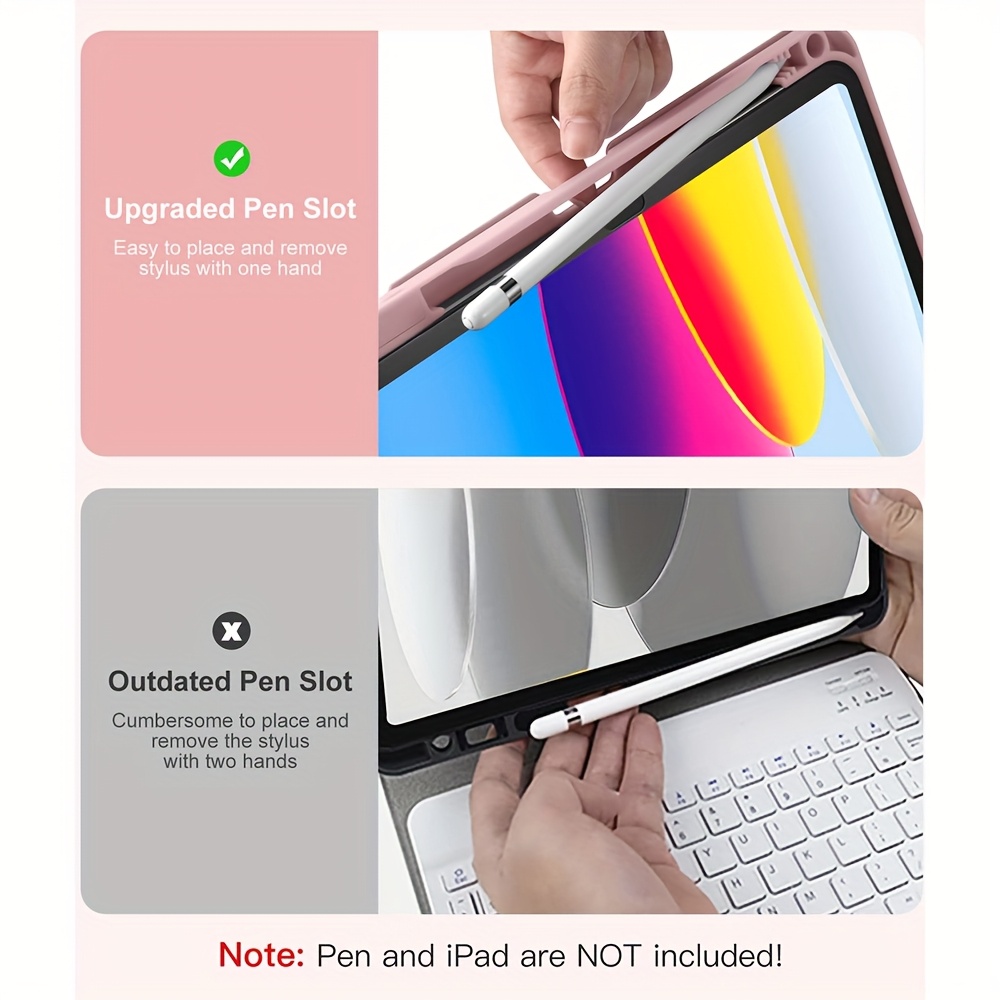 Upgraded Pen Slot
Easy to place and remove
stylus with one hand
Outdated Pen Slot
Cumbersome to place and
remove the stylus
with two hands
Y U I O P
H J K L
N M
Note: Pen and iPad are NOT included!